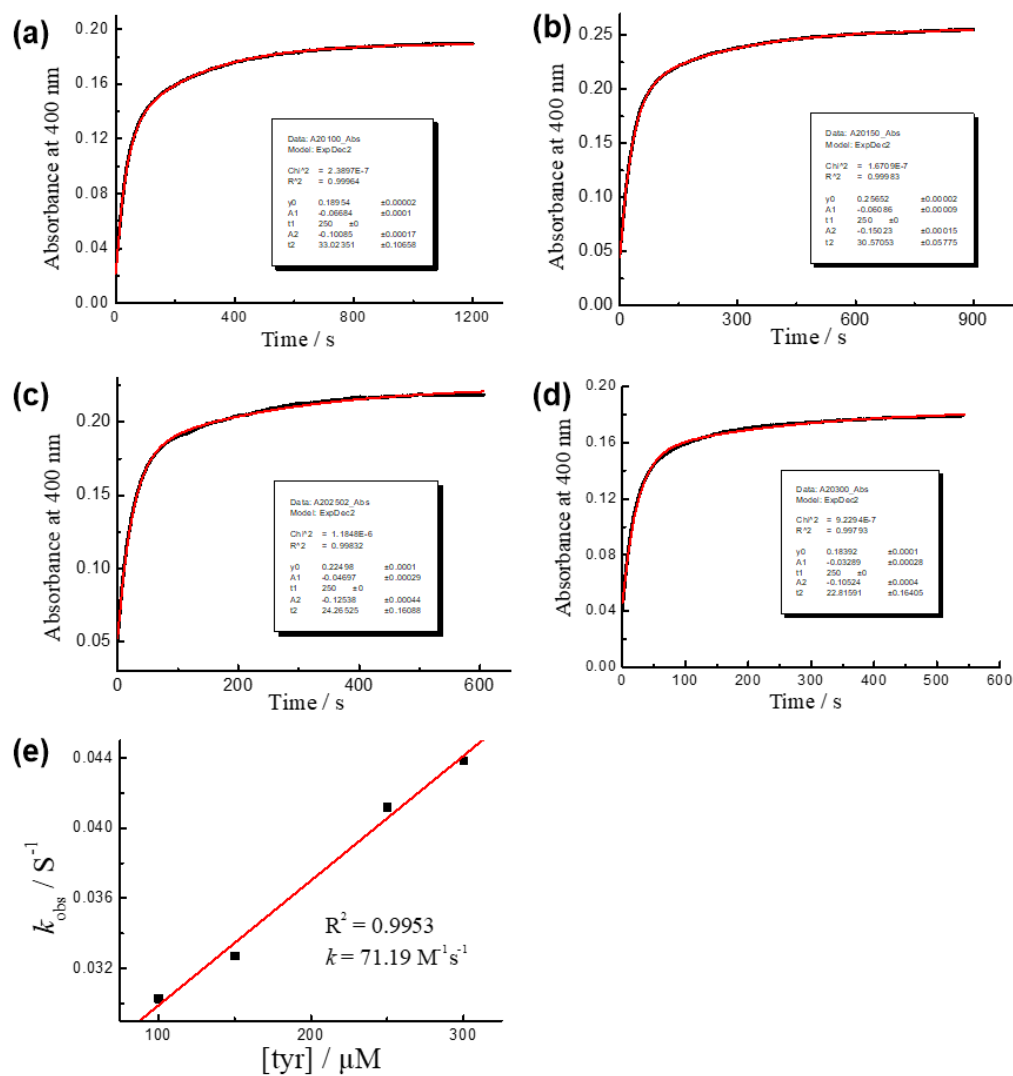 (a)
Absorbance at 400 nm
0.20
0.16
0.12
0.08
0.04
0.00
Data: A20100_Abs
Model: ExpDec2
Chi^2 = 2.3897E-7
R^2 = 0.99964
y0 0.18954 ±0.00002
A1 -0.06684 ±0.0001
t1 250 ±0
A2 -0.10085 ±0.00017
t2 33.02351 ±0.10658
0 400 800 1200
Time / s
(b)
Absorbance at 400 nm
0.25
0.20
0.15
0.10
0.05
0.00
Data: A20150_Abs
Model: ExpDec2
Chi^2 = 1.6709E-7
R^2 = 0.99983
y0 0.25652 ±0.00002
A1 -0.06086 ±0.00009
t1 250 ±0
A2 -0.15023 ±0.00015
t2 30.57053 ±0.05775
0 300 600 900
Time / s
(c)
Absorbance at 400 nm
0.20
0.15
0.10
0.05
Data: A202502_Abs
Model: ExpDec2
Chi^2 = 1.1848E-6
R^2 = 0.99832
y0 0.22498 ±0.0001
A1 -0.04697 ±0.00029
t1 250 ±0
A2 -0.12538 ±0.00044
t2 24.26525 ±0.16088
0 200 400 600
Time / s
(d)
Absorbance at 400 nm
0.20
0.16
0.12
0.08
0.04
0.00
Data: A20300_Abs
Model: ExpDec2
Chi^2 = 9.2294E-7
R^2 = 0.99793
y0 0.18392 ±0.0001
A1 -0.03289 ±0.00028
t1 250 ±0
A2 -0.10524 ±0.0004
t2 22.81591 ±0.16405
0 100 200 300 400 500 600
Time / s
(e)
k_obs / S⁻¹
0.044
0.040
0.036
0.032
R² = 0.9953
k = 71.19 M⁻¹s⁻¹
100 200 300
[tyr] / µM